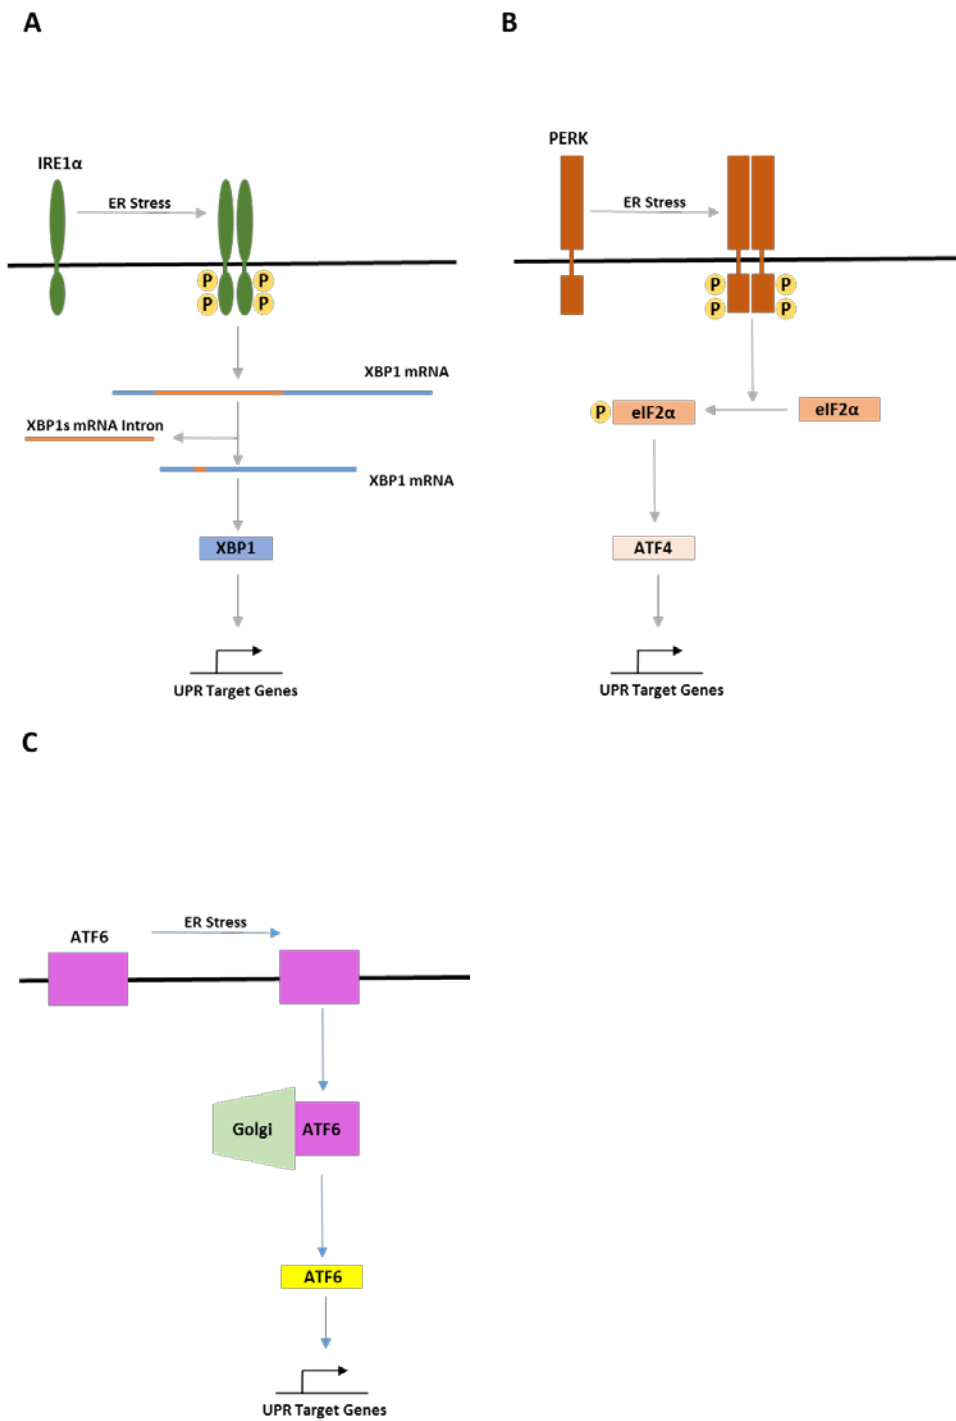 A
IRE1α
ER Stress
P
P
P
P
XBP1 mRNA
XBP1s mRNA Intron
XBP1 mRNA
XBP1
UPR Target Genes
B
PERK
ER Stress
P
P
P
P
P
eIF2α
eIF2α
ATF4
UPR Target Genes
C
ATF6
ER Stress
Golgi
ATF6
ATF6
UPR Target Genes